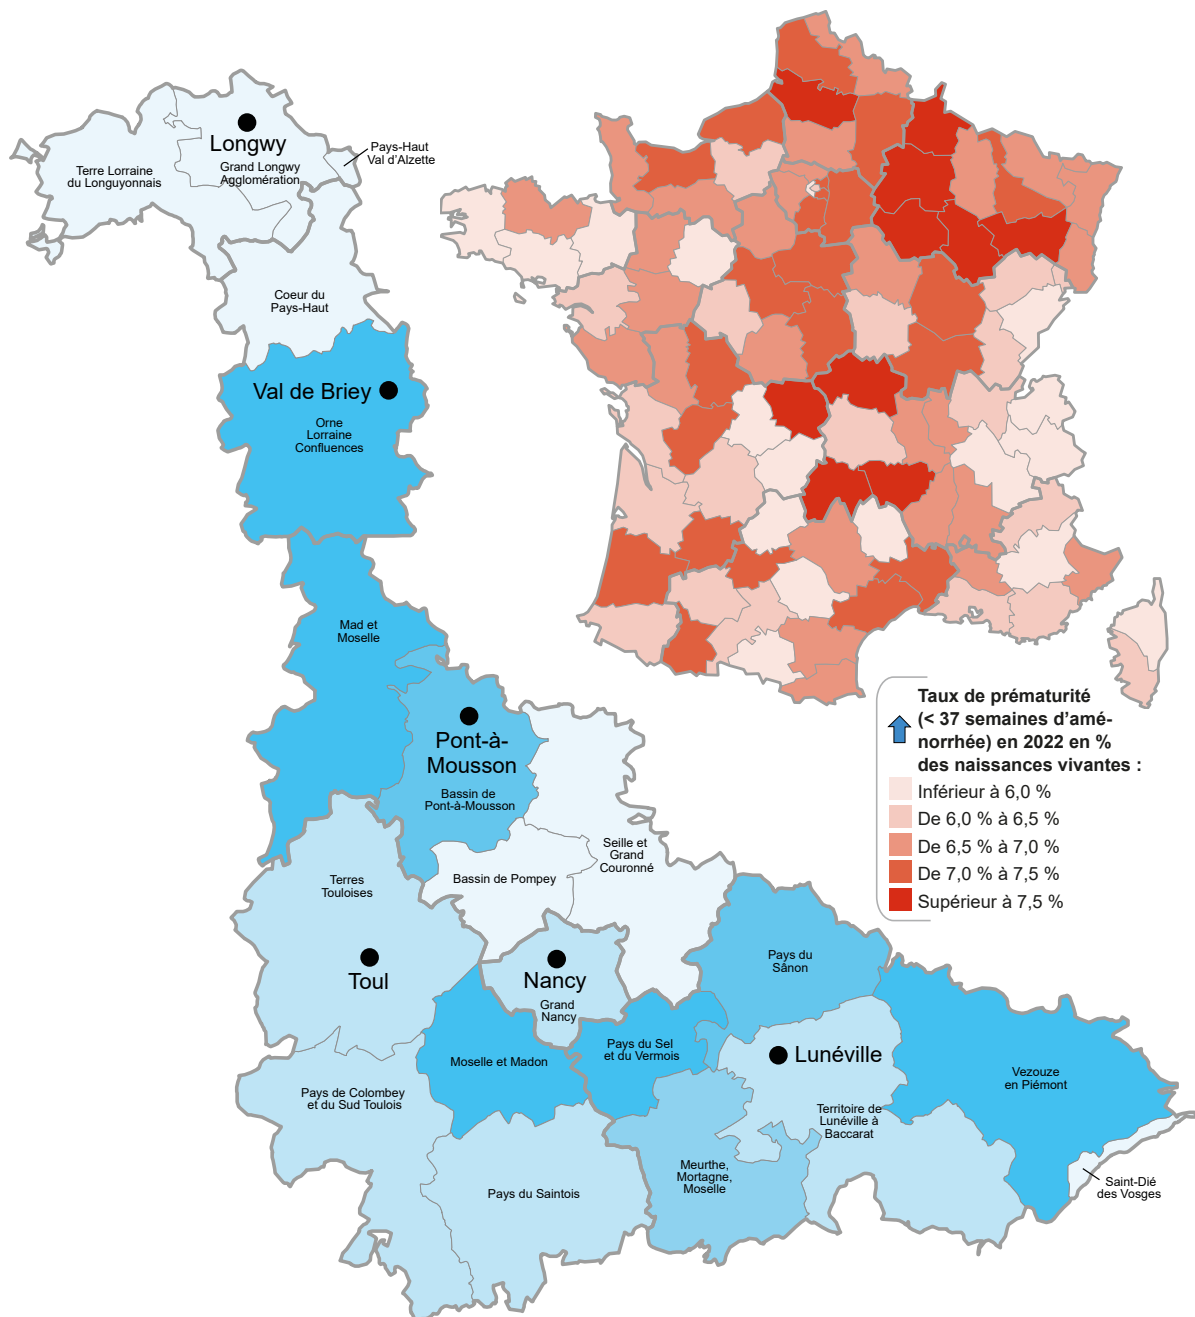 Longwy
Grand Longwy
Agglomération
Pays-Haut
Val d’Alzette
Terre Lorraine
du Longuyonnais
Coeur du
Pays-Haut
Val de Briey
Orne
Lorraine
Confluences
Mad et
Moselle
Pont-à-
Mousson
Bassin de
Pont-à-Mousson
Seille et
Grand
Couronné
Bassin de Pompey
Terres
Touloises
Toul
Nancy
Grand
Nancy
Pays du
Sânon
Moselle et Madon
Pays du Sel
et du Vermois
Lunéville
Territoire de
Lunéville à
Baccarat
Vezouze
en Piémont
Pays de Colombey
et du Sud Toulois
Meurthe,
Mortagne,
Moselle
Pays du Saintois
Saint-Dié
des Vosges
Taux de prématurité
(< 37 semaines d’amé-
norrhée) en 2022 en %
des naissances vivantes :
Inférieur à 6,0 %
De 6,0 % à 6,5 %
De 6,5 % à 7,0 %
De 7,0 % à 7,5 %
Supérieur à 7,5 %